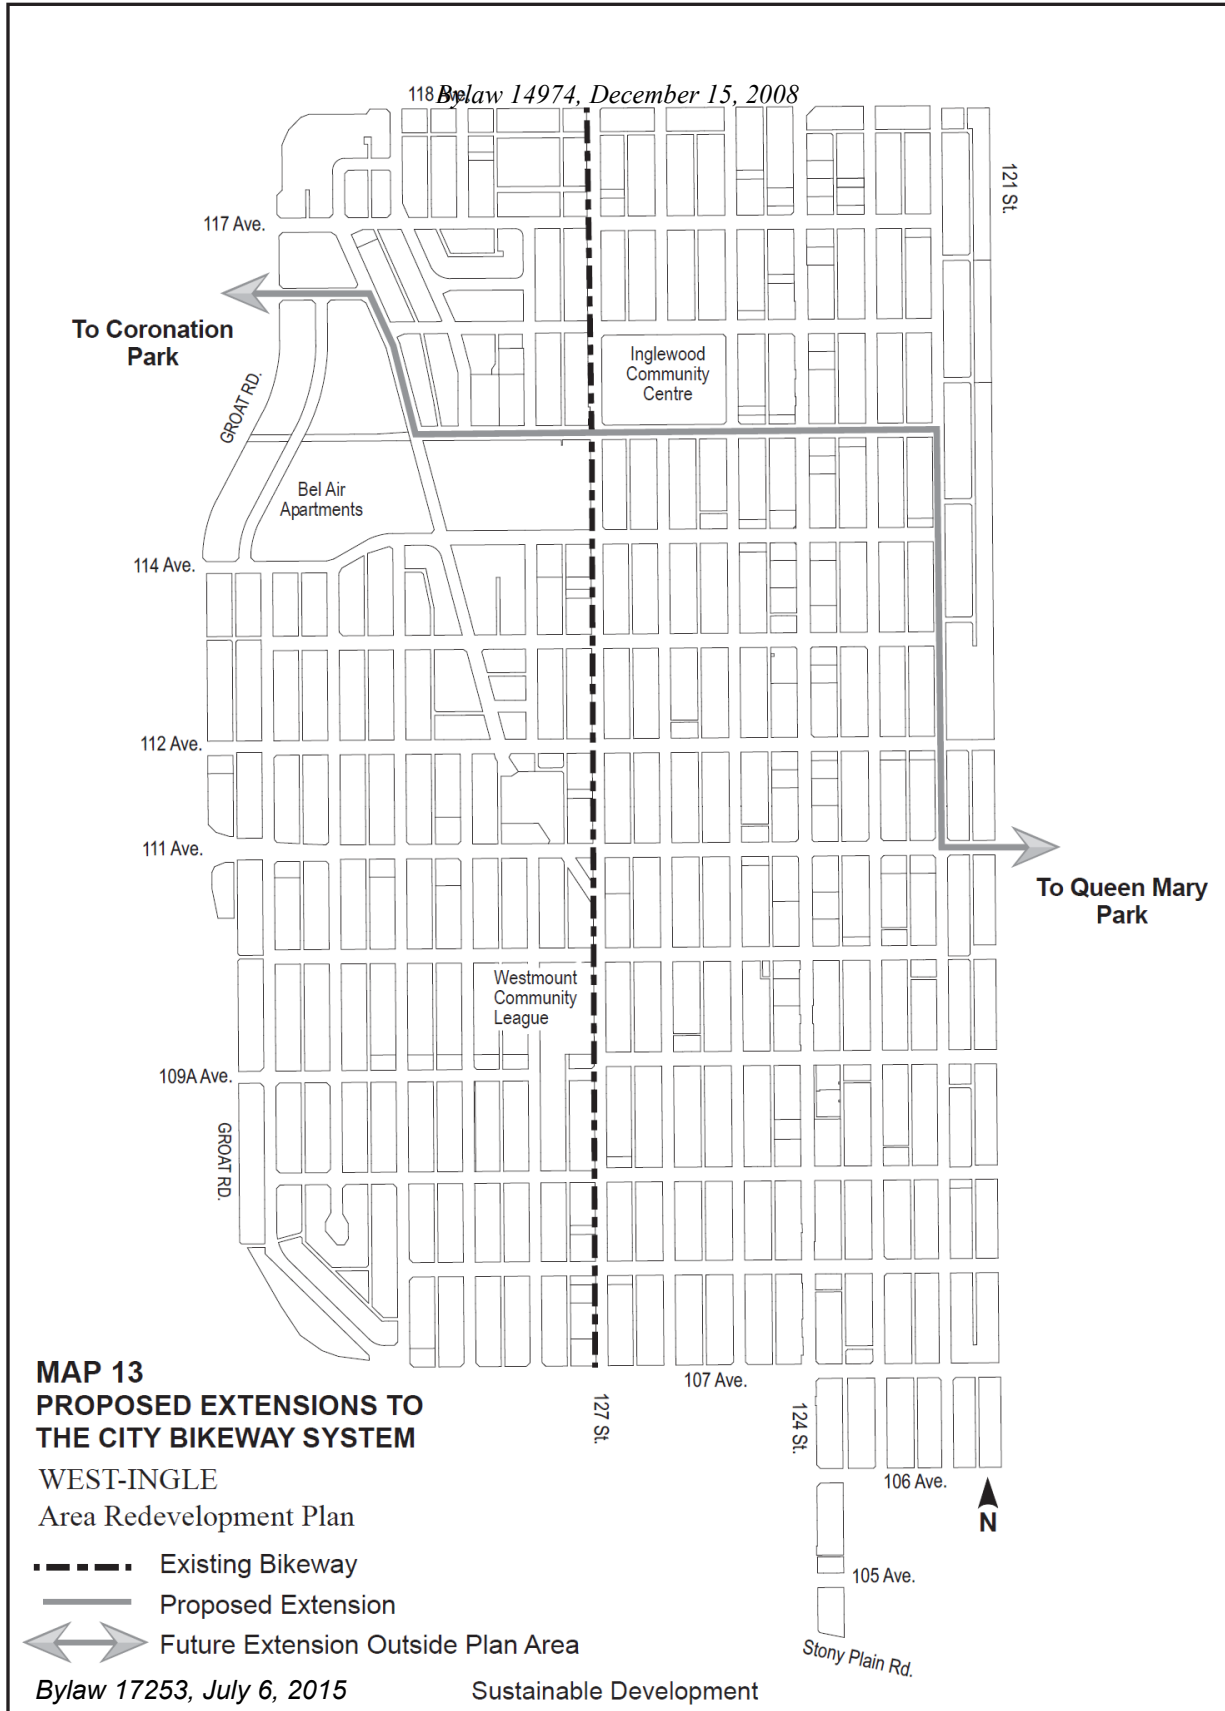 118 Ave.
Bylaw 14974, December 15, 2008
121 St.
117 Ave.
To Coronation
Park
Inglewood
Community
Centre
GROAT RD.
Bel Air
Apartments
114 Ave.
112 Ave.
111 Ave.
To Queen Mary
Park
Westmount
Community
League
109A Ave.
GROAT RD.
107 Ave.
127 St.
124 St.
MAP 13
PROPOSED EXTENSIONS TO
THE CITY BIKEWAY SYSTEM
WEST-INGLE
Area Redevelopment Plan
106 Ave.
N
Existing Bikeway
105 Ave.
Proposed Extension
Future Extension Outside Plan Area
Stony Plain Rd.
Bylaw 17253, July 6, 2015
Sustainable Development